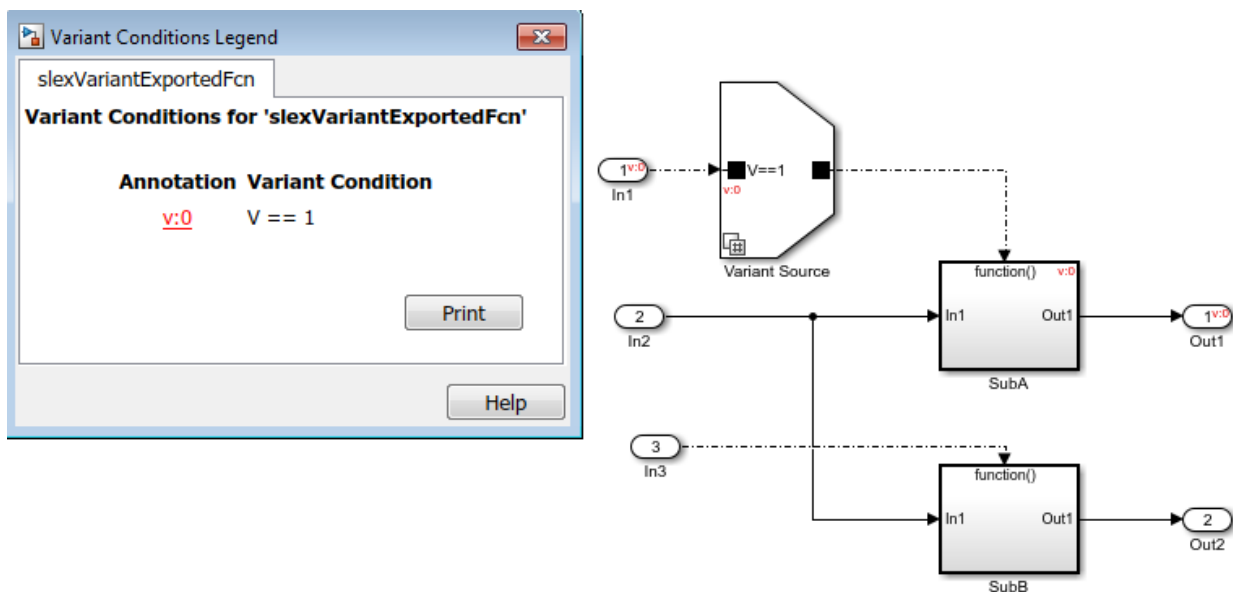 Variant Conditions Legend
slexVariantExportedFcn
Variant Conditions for 'slexVariantExportedFcn'
Annotation Variant Condition
v:0 V == 1
Print
Help
1 v:0
In1
V==1
v:0
Variant Source
function() v:0
In1 Out1
SubA
2
In2
1 v:0
Out1
3
In3
function()
In1 Out1
SubB
2
Out2